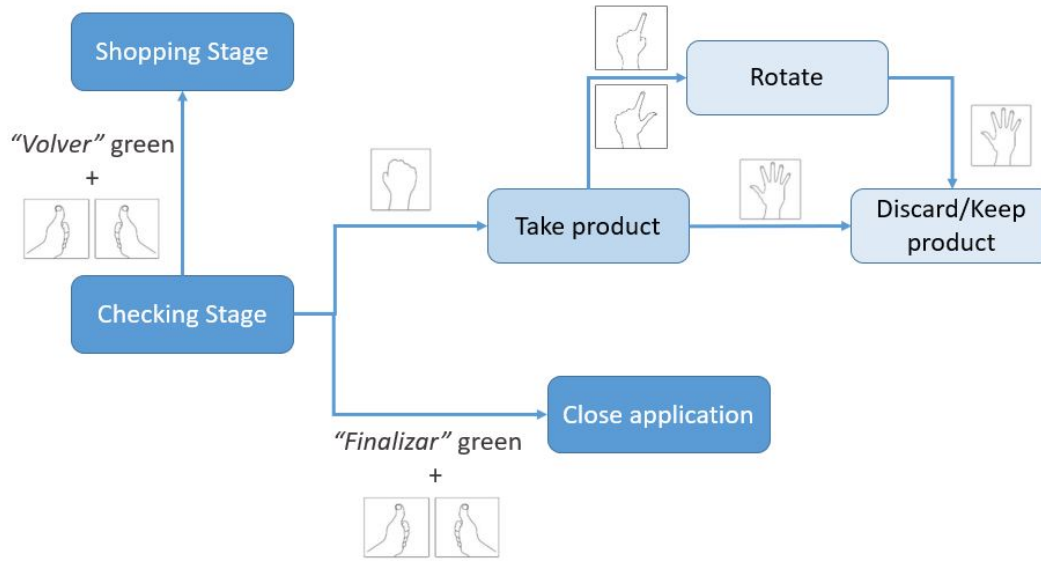 Shopping Stage
“Volver” green
+
Checking Stage
Take product
Rotate
Discard/Keep
product
Close application
“Finalizar” green
+